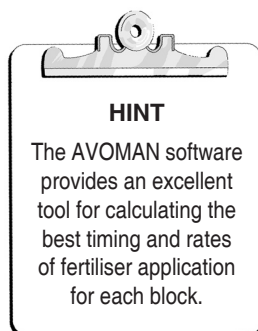 HINT
The AVOMAN software
provides an excellent
tool for calculating the
best timing and rates
of fertiliser application
for each block.